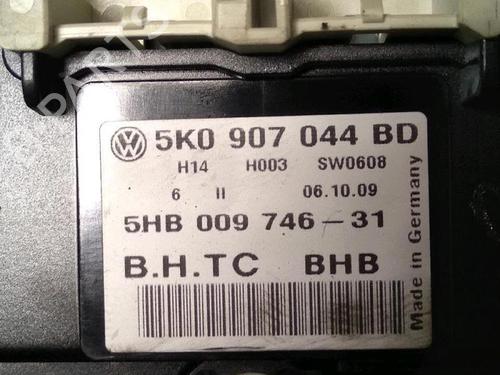 5K0 907 044 BD
H14 H003 SW0608
6 II 06.10.09
5HB 009 746-31
B.H.TC BHB
Made in Germany